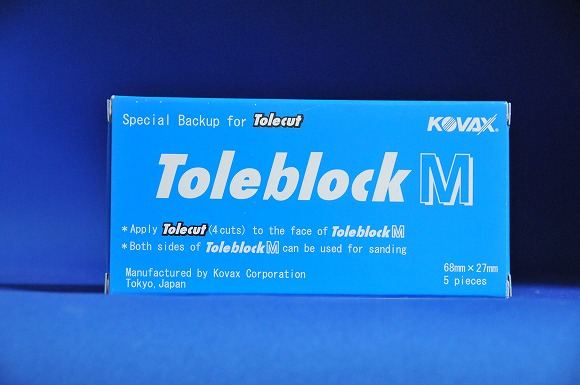 Special Backup for Tolecut
KOVAX®
Toleblock M
*Apply Tolecut (4cuts) to the face of Toleblock M
*Both sides of Toleblock M can be used for sanding
Manufactured by Kovax Corporation
Tokyo,Japan
68mm×27mm
5 pieces